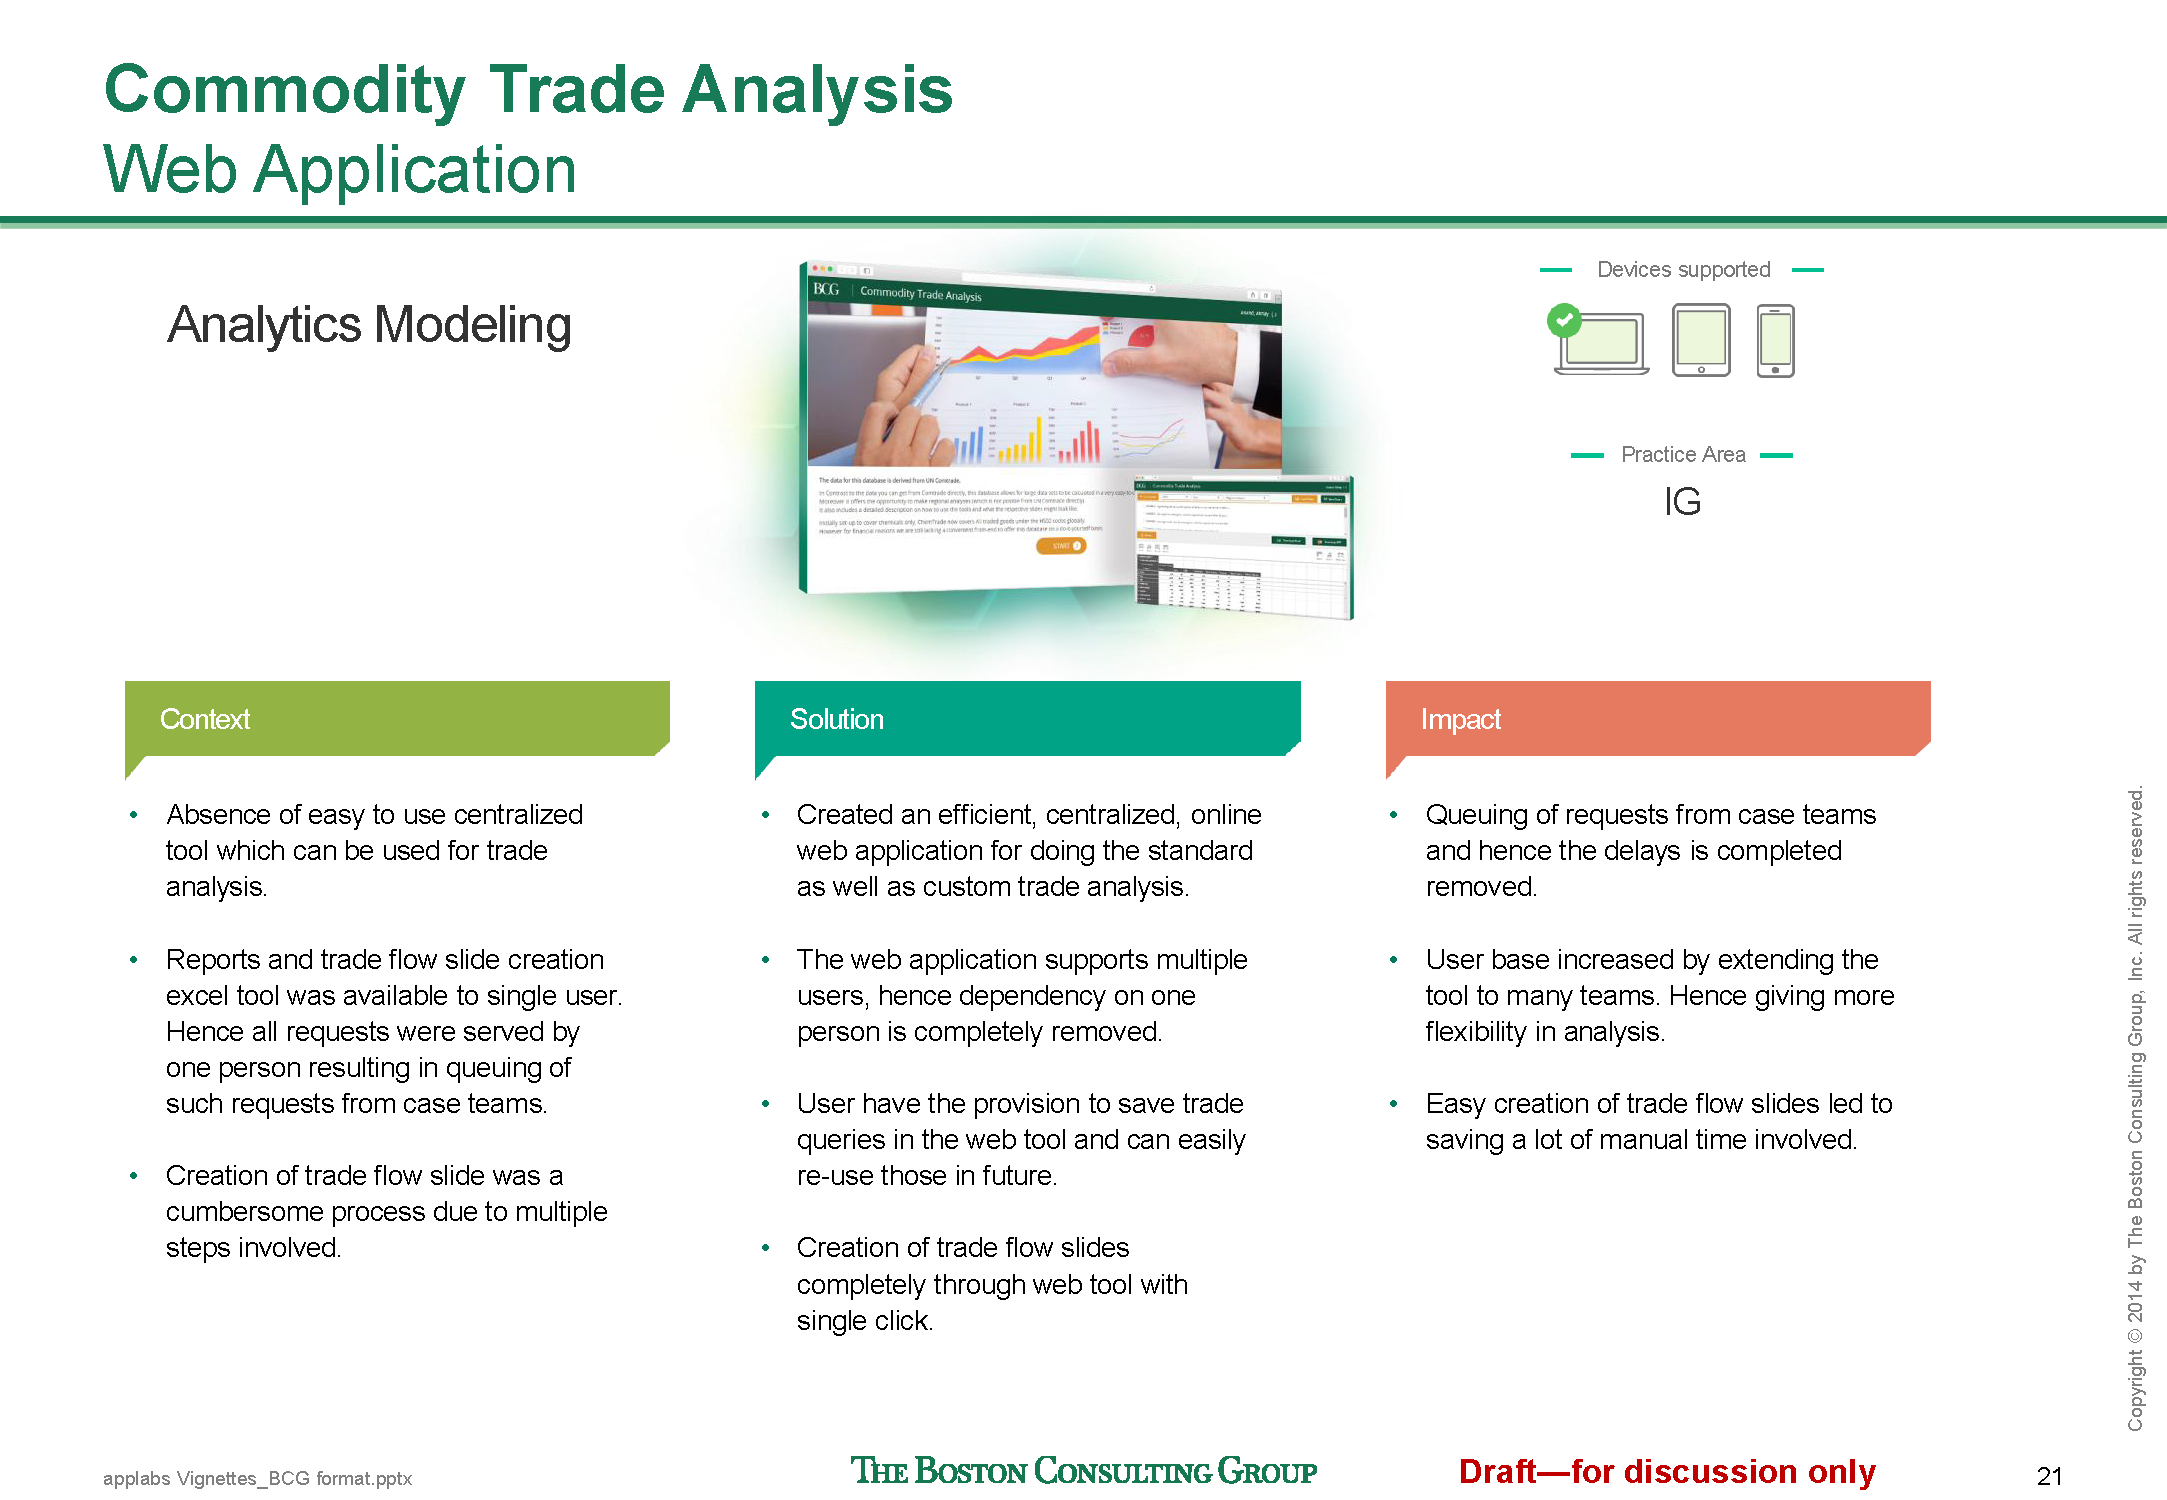 Commodity Trade Analysis
Web Application
Analytics Modeling
BCG Commodity Trade Analysis
The data for this database is derived from UN Comtrade.
START
BCG Commodity Trade Analysis
Devices supported
Practice Area
IG
Context
• Absence of easy to use centralized
tool which can be used for trade
analysis.
• Reports and trade flow slide creation
excel tool was available to single user.
Hence all requests were served by
one person resulting in queuing of
such requests from case teams.
• Creation of trade flow slide was a
cumbersome process due to multiple
steps involved.
Solution
• Created an efficient, centralized, online
web application for doing the standard
as well as custom trade analysis.
• The web application supports multiple
users, hence dependency on one
person is completely removed.
• User have the provision to save trade
queries in the web tool and can easily
re-use those in future.
• Creation of trade flow slides
completely through web tool with
single click.
Impact
• Queuing of requests from case teams
and hence the delays is completed
removed.
• User base increased by extending the
tool to many teams. Hence giving more
flexibility in analysis.
• Easy creation of trade flow slides led to
saving a lot of manual time involved.
Copyright © 2014 by The Boston Consulting Group, Inc. All rights reserved.
applabs Vignettes_BCG format.pptx
THE BOSTON CONSULTING GROUP
Draft—for discussion only
21